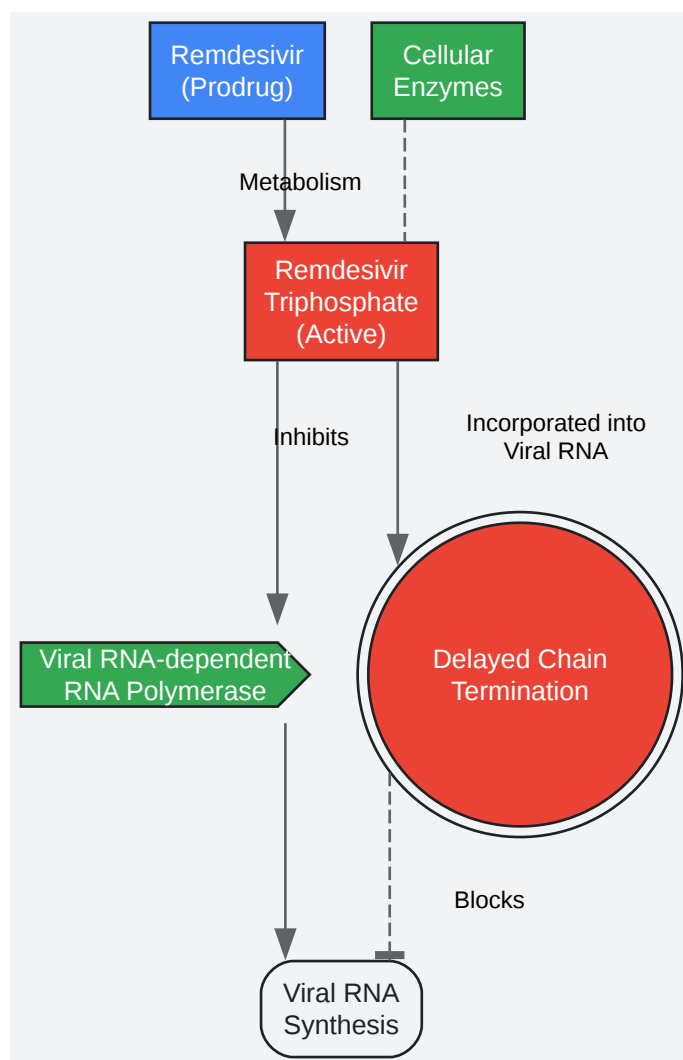 Remdesivir
(Prodrug)
Cellular
Enzymes
Metabolism
Remdesivir
Triphosphate
(Active)
Inhibits
Incorporated into
Viral RNA
Viral RNA-dependent
RNA Polymerase
Delayed Chain
Termination
Blocks
Viral RNA
Synthesis